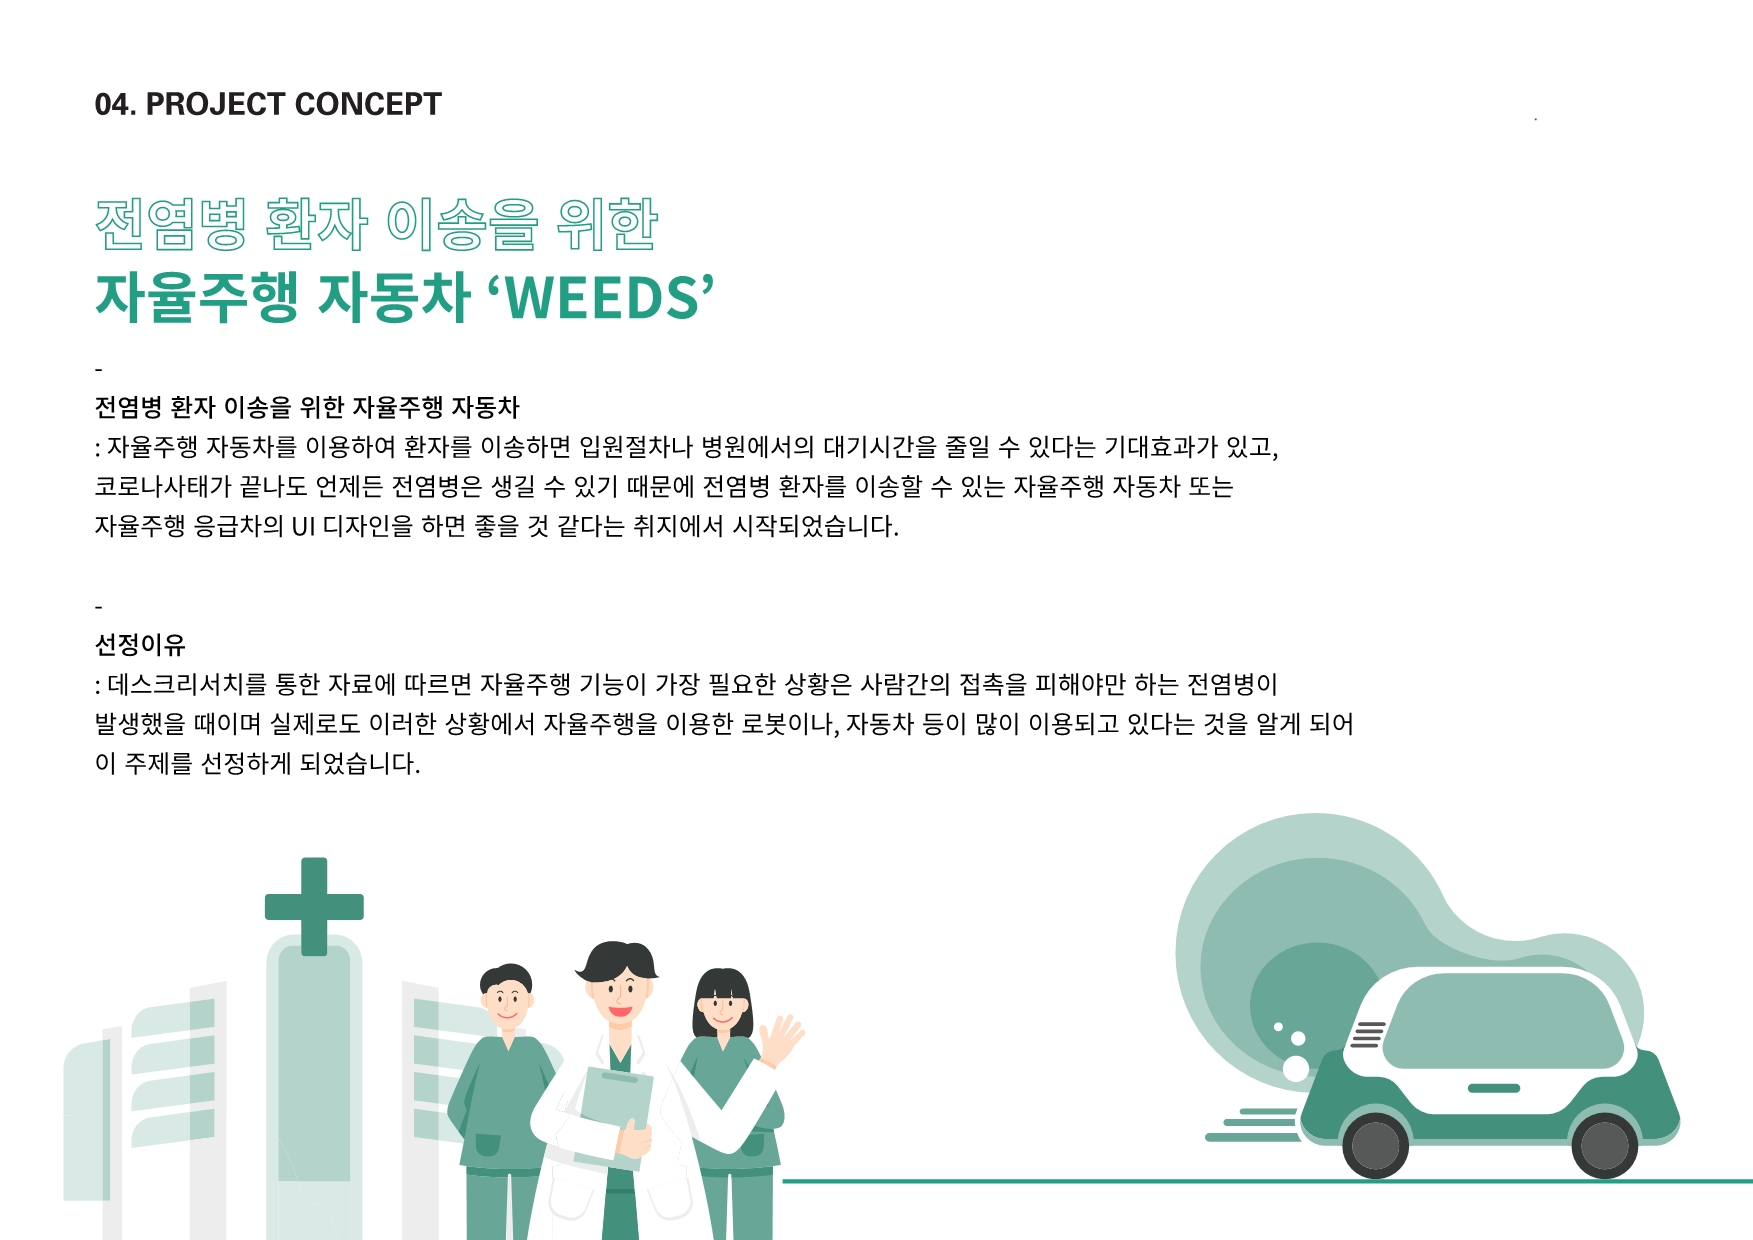 04. PROJECT CONCEPT
전염병 환자 이송을 위한
자율주행 자동차 ‘WEEDS’
-
전염병 환자 이송을 위한 자율주행 자동차
: 자율주행 자동차를 이용하여 환자를 이송하면 입원절차나 병원에서의 대기시간을 줄일 수 있다는 기대효과가 있고,
코로나사태가 끝나도 언제든 전염병은 생길 수 있기 때문에 전염병 환자를 이송할 수 있는 자율주행 자동차 또는
자율주행 응급차의 UI 디자인을 하면 좋을 것 같다는 취지에서 시작되었습니다.
-
선정이유
: 데스크리서치를 통한 자료에 따르면 자율주행 기능이 가장 필요한 상황은 사람간의 접촉을 피해야만 하는 전염병이
발생했을 때이며 실제로도 이러한 상황에서 자율주행을 이용한 로봇이나, 자동차 등이 많이 이용되고 있다는 것을 알게 되어
이 주제를 선정하게 되었습니다.